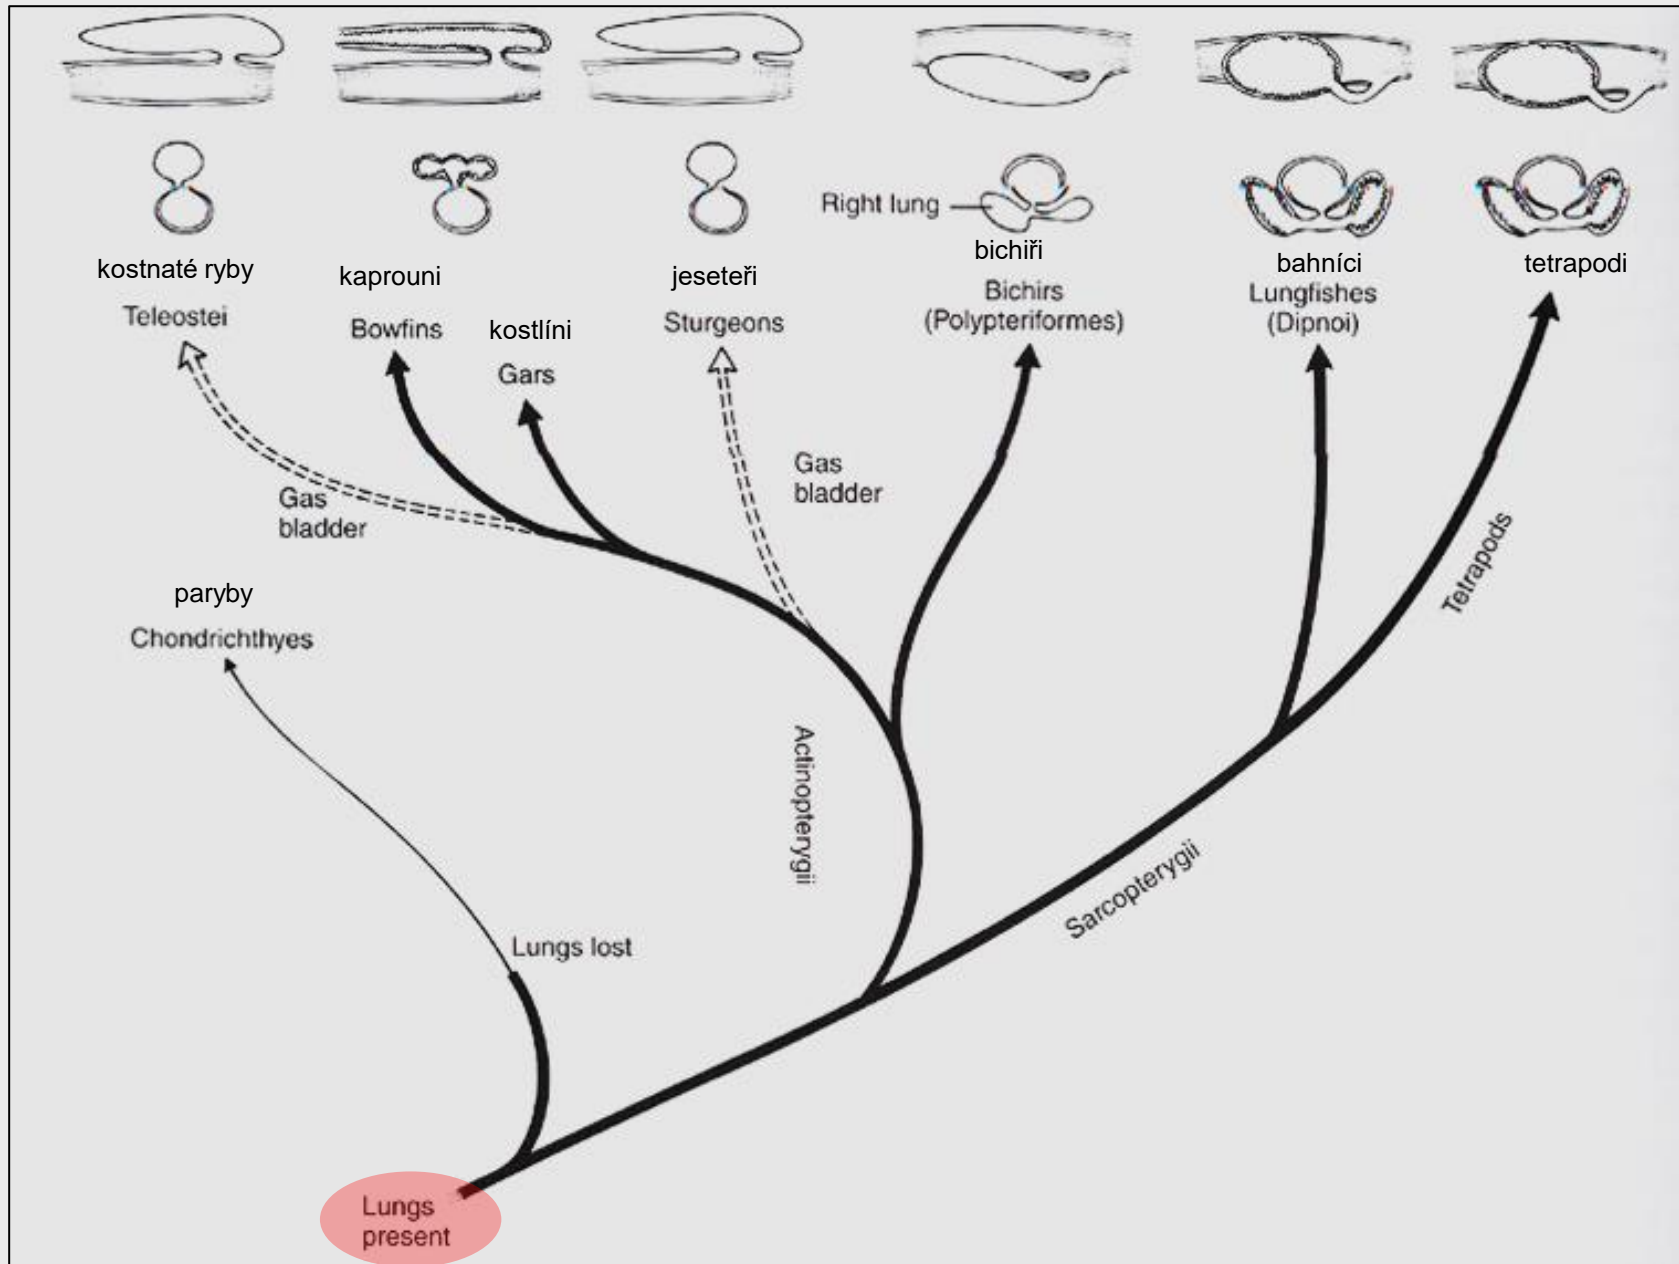 Right lung
kostnaté ryby
Teleostei
kaprouni
Bowfins
kostlíni
Gars
jeseteři
Sturgeons
bichiři
Bichirs
(Polypteriformes)
bahníci
Lungfishes
(Dipnoi)
tetrapodi
Gas
bladder
Gas
bladder
Tetrapods
paryby
Chondrichthyes
Actinopterygii
Sarcopterygii
Lungs lost
Lungs
present